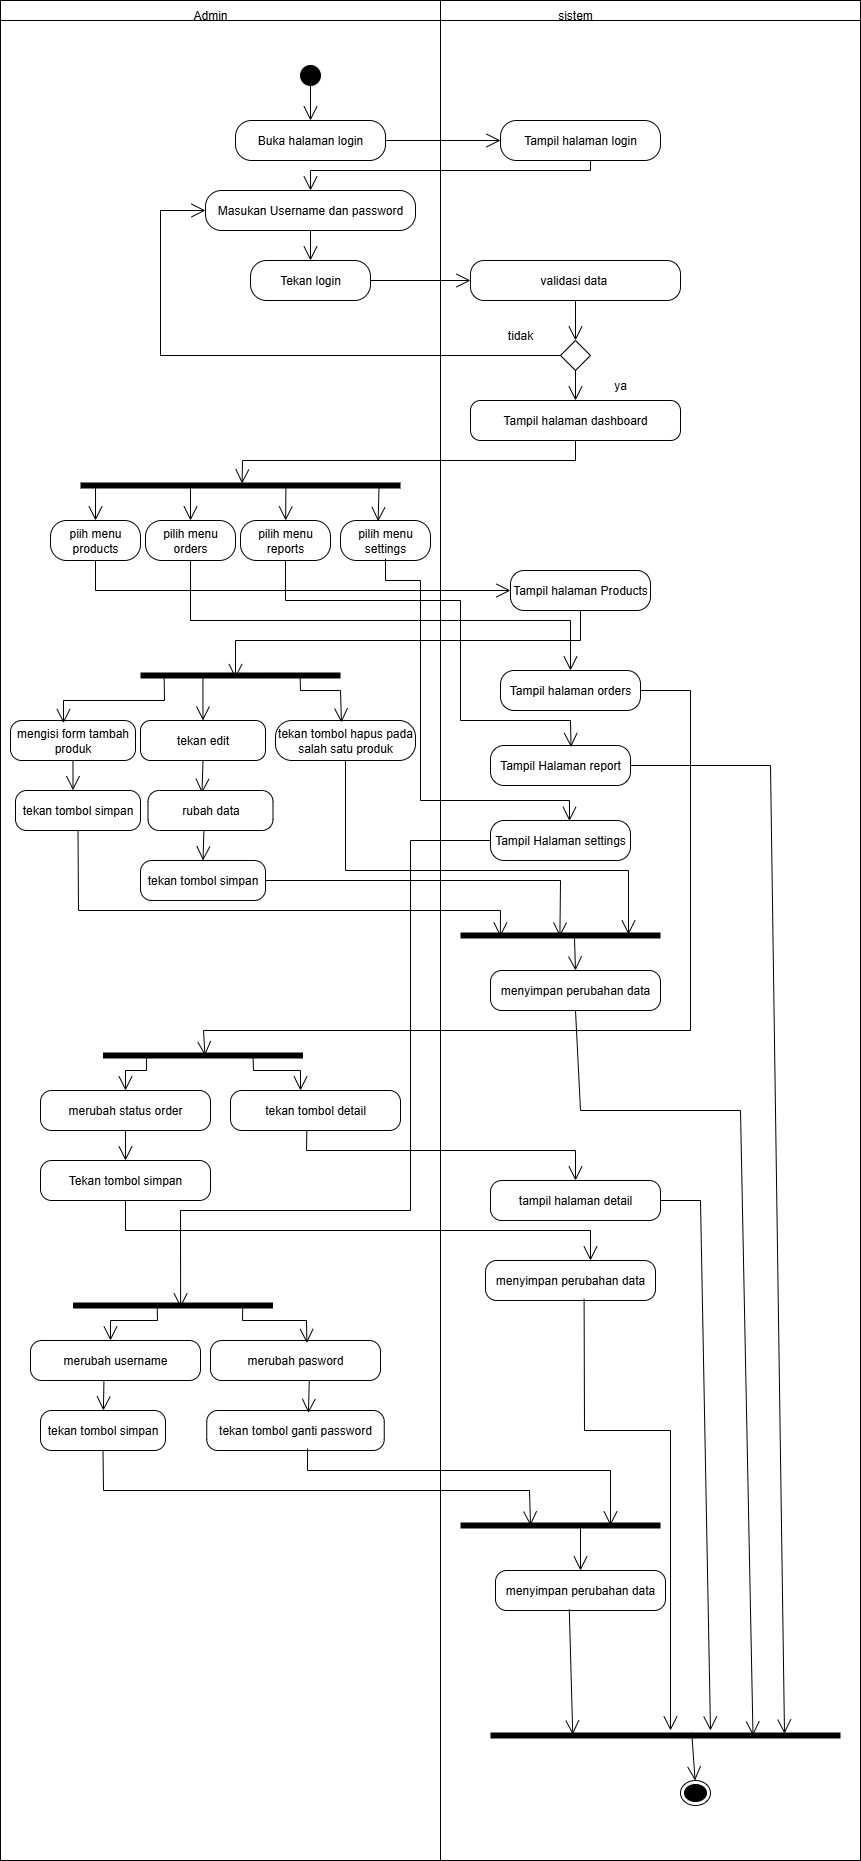 Admin
sistem
Buka halaman login
Tampil halaman login
Masukan Username dan password
Tekan login
validasi data
tidak
ya
Tampil halaman dashboard
piih menu
products
pilih menu
orders
pilih menu
reports
pilih menu
settings
Tampil halaman Products
Tampil halaman orders
mengisi form tambah
produk
tekan edit
tekan tombol hapus pada
salah satu produk
Tampil Halaman report
tekan tombol simpan
rubah data
Tampil Halaman settings
tekan tombol simpan
menyimpan perubahan data
merubah status order
tekan tombol detail
Tekan tombol simpan
tampil halaman detail
menyimpan perubahan data
merubah username
merubah pasword
tekan tombol simpan
tekan tombol ganti password
menyimpan perubahan data